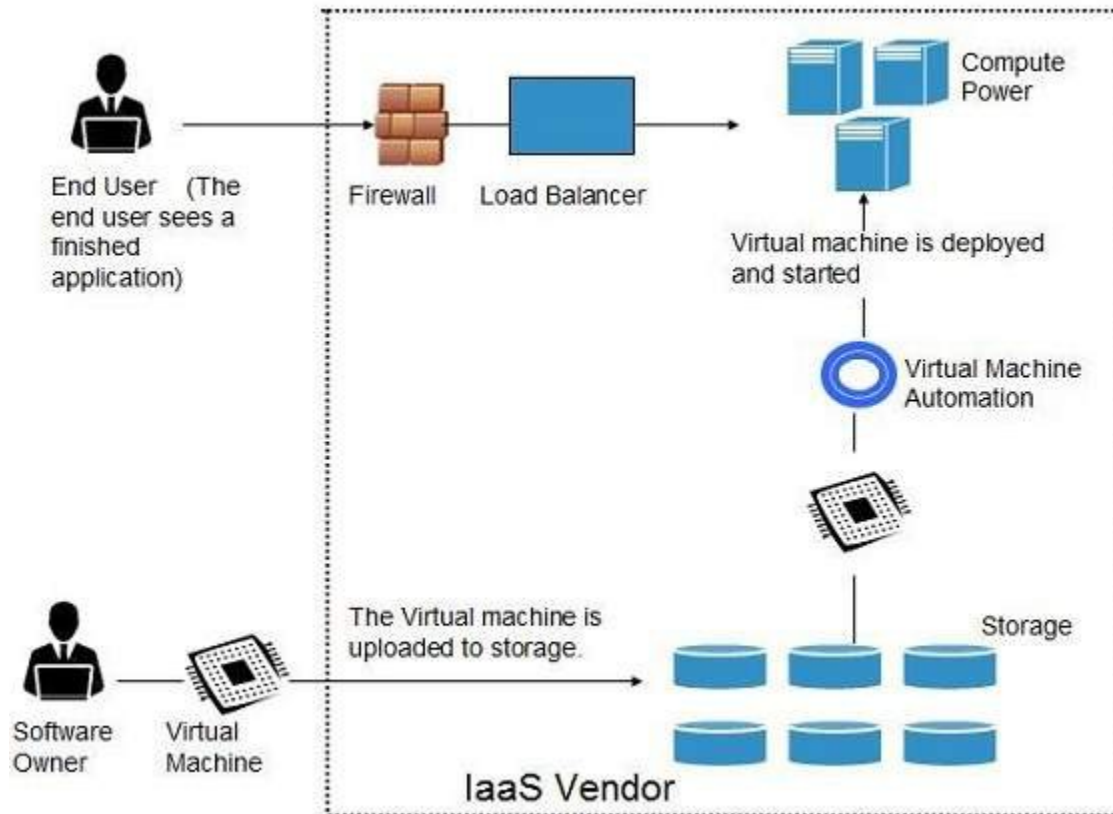 Compute
Power
End User (The
end user sees a
finished
application)
Firewall
Load Balancer
Virtual machine is deployed
and started
Virtual Machine
Automation
The Virtual machine is
uploaded to storage.
Storage
Software
Owner
Virtual
Machine
IaaS Vendor